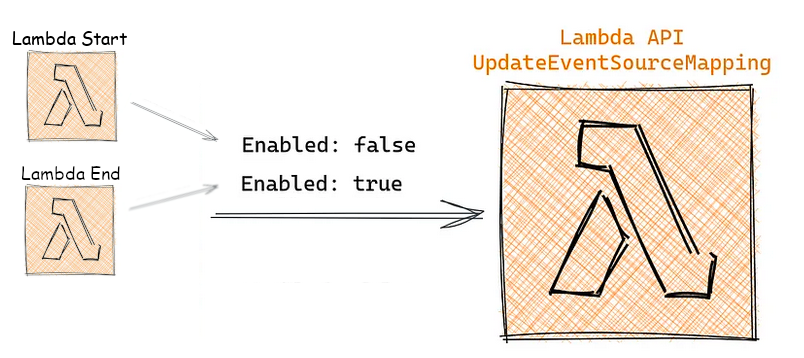 Lambda Start
Lambda End
Enabled: false
Enabled: true
Lambda API
UpdateEventSourceMapping